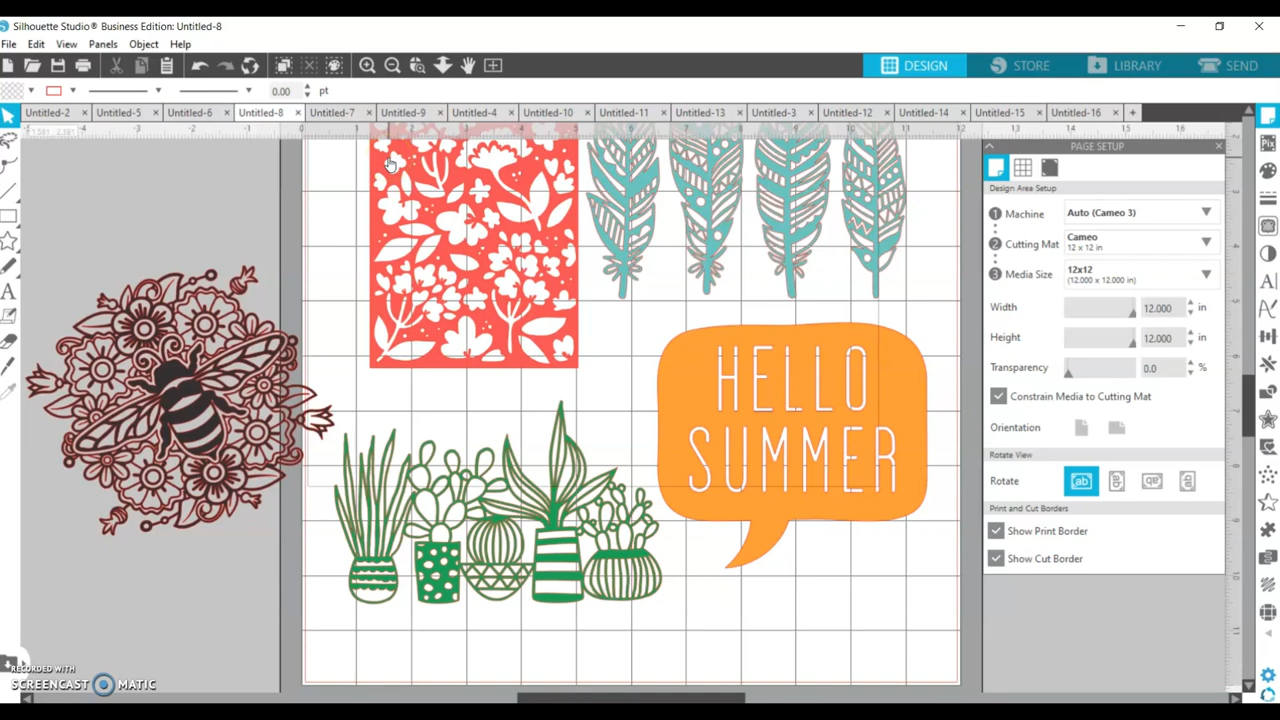 Silhouette Studio® Business Edition: Untitled-8
File Edit View Panels Object Help
DESIGN STORE LIBRARY SEND
0.00 pt
Untitled-2 Untitled-5 Untitled-6 Untitled-8 Untitled-7 Untitled-9 Untitled-4 Untitled-10 Untitled-11 Untitled-13 Untitled-3 Untitled-12 Untitled-14 Untitled-15 Untitled-16
PAGE SETUP
Design Area Setup
1 Machine Auto (Cameo 3)
2 Cutting Mat Cameo
12 x 12 in
3 Media Size 12x12
(12.000 x 12.000 in)
Width 12.000 in
Height 12.000 in
Transparency 0.0 %
Constrain Media to Cutting Mat
Orientation
Rotate View
Rotate
Print and Cut Borders
Show Print Border
Show Cut Border
HELLO
SUMMER
RECORDED WITH
SCREENCAST MATIC